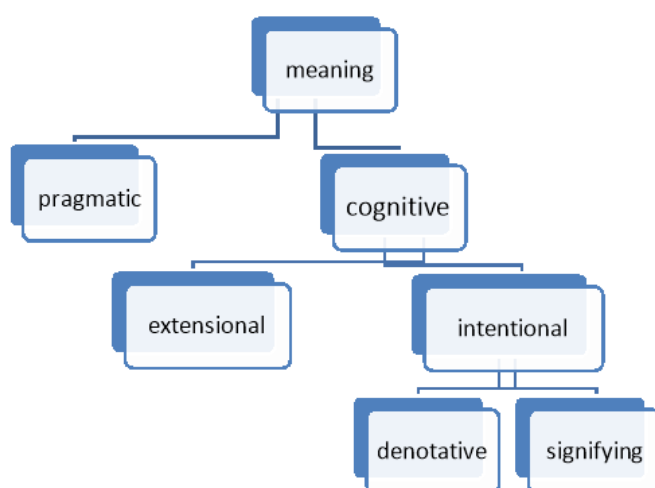 meaning
pragmatic
cognitive
extensional
intentional
denotative
signifying